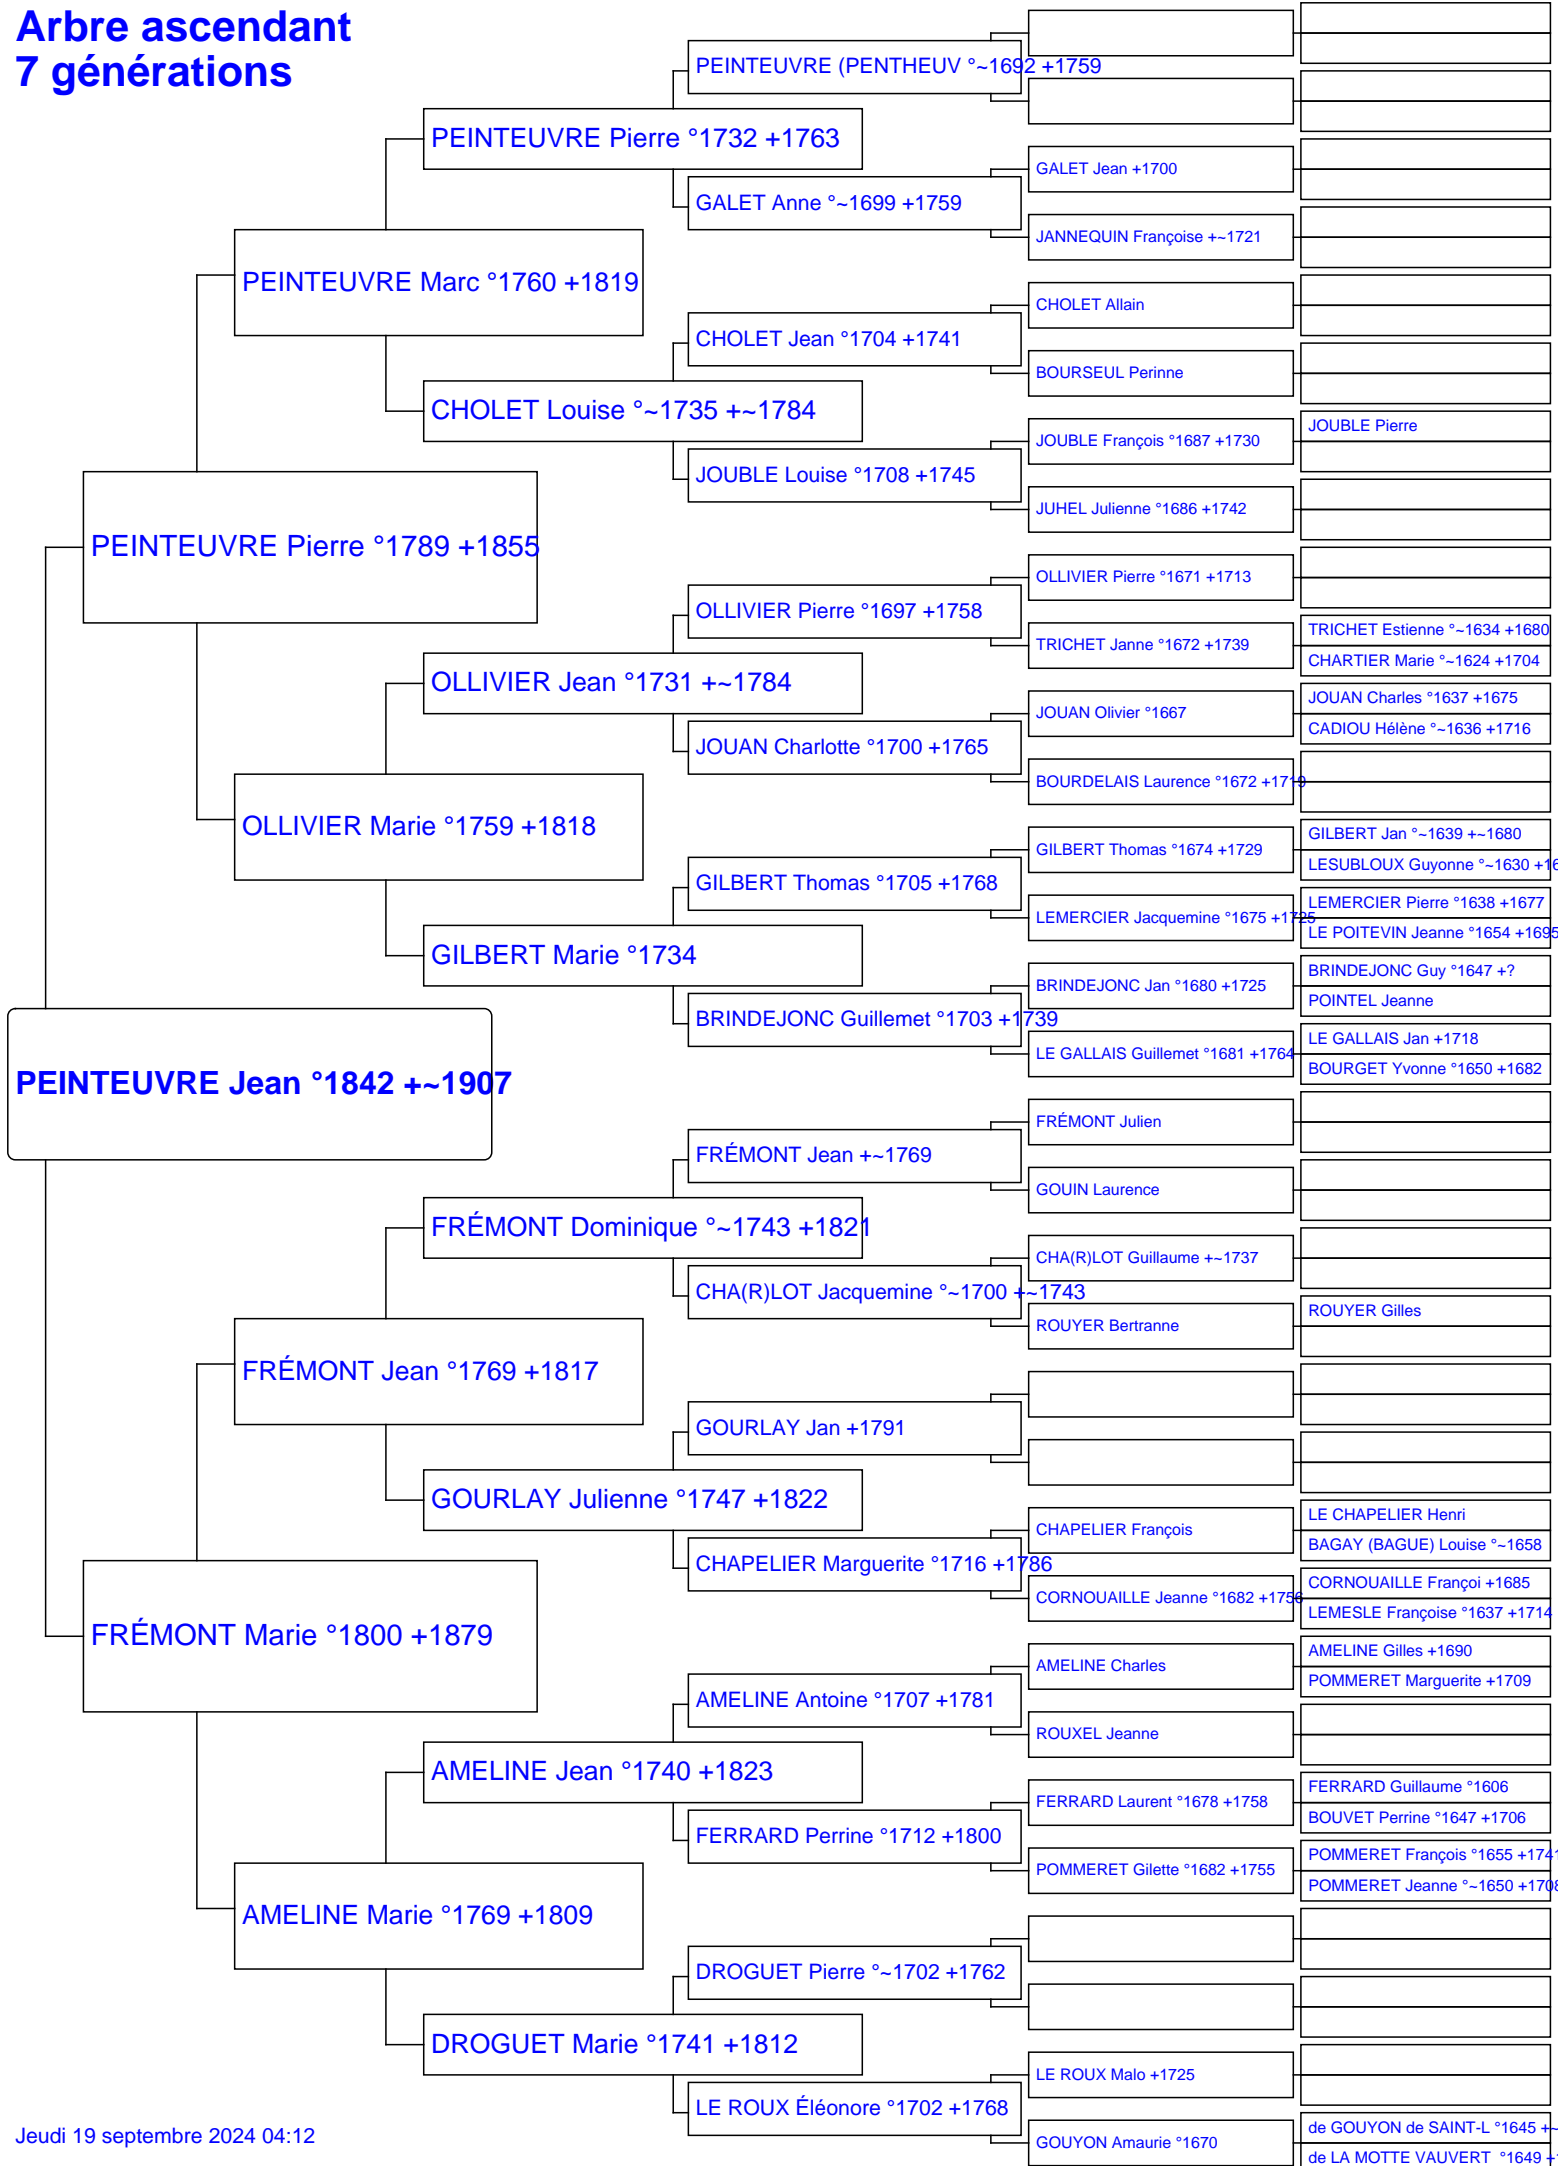 Arbre ascendant
7 générations
PEINTEUVRE Jean °1842 +~1907
PEINTEUVRE Pierre °1789 +1855
FRÉMONT Marie °1800 +1879
PEINTEUVRE Marc °1760 +1819
OLLIVIER Marie °1759 +1818
FRÉMONT Jean °1769 +1817
AMELINE Marie °1769 +1809
PEINTEUVRE Pierre °1732 +1763
CHOLET Louise °~1735 +~1784
OLLIVIER Jean °1731 +~1784
GILBERT Marie °1734
FRÉMONT Dominique °~1743 +1821
GOURLAY Julienne °1747 +1822
AMELINE Jean °1740 +1823
DROGUET Marie °1741 +1812
PEINTEUVRE (PENTHEUV °~1692 +1759
GALET Anne °~1699 +1759
CHOLET Jean °1704 +1741
JOUBLE Louise °1708 +1745
OLLIVIER Pierre °1697 +1758
JOUAN Charlotte °1700 +1765
GILBERT Thomas °1705 +1768
BRINDEJONC Guillemet °1703 +1739
FRÉMONT Jean +~1769
CHA(R)LOT Jacquemine °~1700 +~1743
GOURLAY Jan +1791
CHAPELIER Marguerite °1716 +1786
AMELINE Antoine °1707 +1781
FERRARD Perrine °1712 +1800
DROGUET Pierre °~1702 +1762
LE ROUX Éléonore °1702 +1768
GALET Jean +1700
JANNEQUIN Françoise +~1721
CHOLET Allain
BOURSEUL Perinne
JOUBLE François °1687 +1730
JUHEL Julienne °1686 +1742
OLLIVIER Pierre °1671 +1713
TRICHET Janne °1672 +1739
JOUAN Olivier °1667
BOURDELAIS Laurence °1672 +1719
GILBERT Thomas °1674 +1729
LEMERCIER Jacquemine °1675 +1725
BRINDEJONC Jan °1680 +1725
LE GALLAIS Guillemet °1681 +1764
FRÉMONT Julien
GOUIN Laurence
CHA(R)LOT Guillaume +~1737
ROUYER Bertranne
CHAPELIER François
CORNOUAILLE Jeanne °1682 +1756
AMELINE Charles
ROUXEL Jeanne
FERRARD Laurent °1678 +1758
POMMERET Gilette °1682 +1755
LE ROUX Malo +1725
GOUYON Amaurie °1670
JOUBLE Pierre
TRICHET Estienne °~1634 +1680
CHARTIER Marie °~1624 +1704
JOUAN Charles °1637 +1675
CADIOU Hélène °~1636 +1716
GILBERT Jan °~1639 +~1680
LESUBLOUX Guyonne °~1630 +16
LEMERCIER Pierre °1638 +1677
LE POITEVIN Jeanne °1654 +1695
BRINDEJONC Guy °1647 +?
POINTEL Jeanne
LE GALLAIS Jan +1718
BOURGET Yvonne °1650 +1682
ROUYER Gilles
LE CHAPELIER Henri
BAGAY (BAGUE) Louise °~1658
CORNOUAILLE Françoi +1685
LEMESLE Françoise °1637 +1714
AMELINE Gilles +1690
POMMERET Marguerite +1709
FERRARD Guillaume °1606
BOUVET Perrine °1647 +1706
POMMERET François °1655 +1741
POMMERET Jeanne °~1650 +1708
de GOUYON de SAINT-L °1645 +~
de LA MOTTE VAUVERT °1649 +
Jeudi 19 septembre 2024 04:12